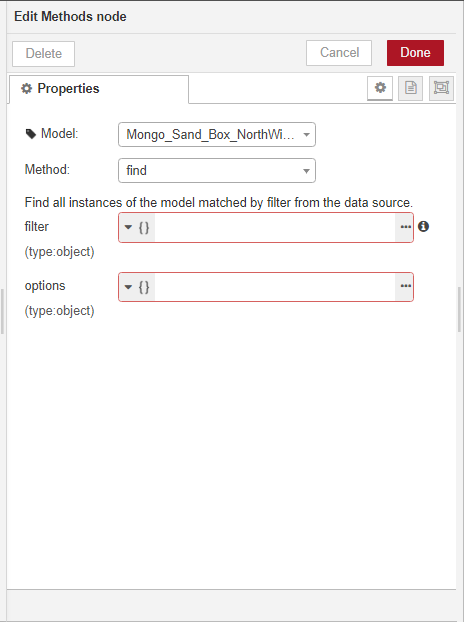 Edit Methods node
Delete
Cancel
Done
Properties
Model:
Mongo_Sand_Box_NorthWi...
Method:
find
Find all instances of the model matched by filter from the data source.
filter
{}
...
(type:object)
options
{}
...
(type:object)